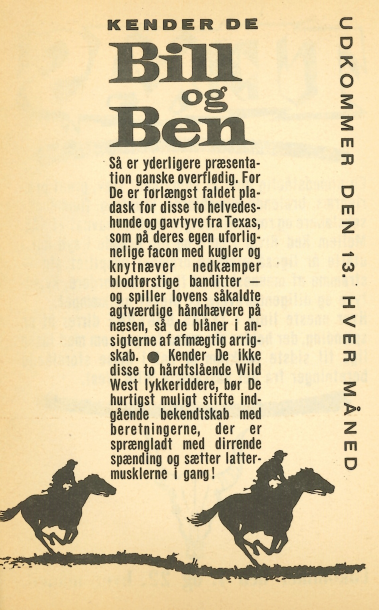 KENDER DE
Bill
og
Ben
Så er yderligere præsenta-
tion ganske overflødig. For
De er forlængst faldet pla-
dask for disse to helvedes-
hunde og gavtyve fra Texas,
som på deres egen uforlig-
nelige facon med kugler og
knytnæver nedkæmper
blodtørstige banditter —
og spiller lovens såkaldte
agtværdige håndhævere på
næsen, så de blåner i an-
sigterne af afmægtig arrig-
skab. ● Kender De ikke
disse to hårdtslående Wild
West lykkeriddere, bør De
hurtigst muligt stifte ind-
gående bekendtskab med
beretningerne, der er
sprængladt med dirrende
spænding og sætter latter-
musklerne i gang!
UDKOMMER DEN 13. HVER MÅNED